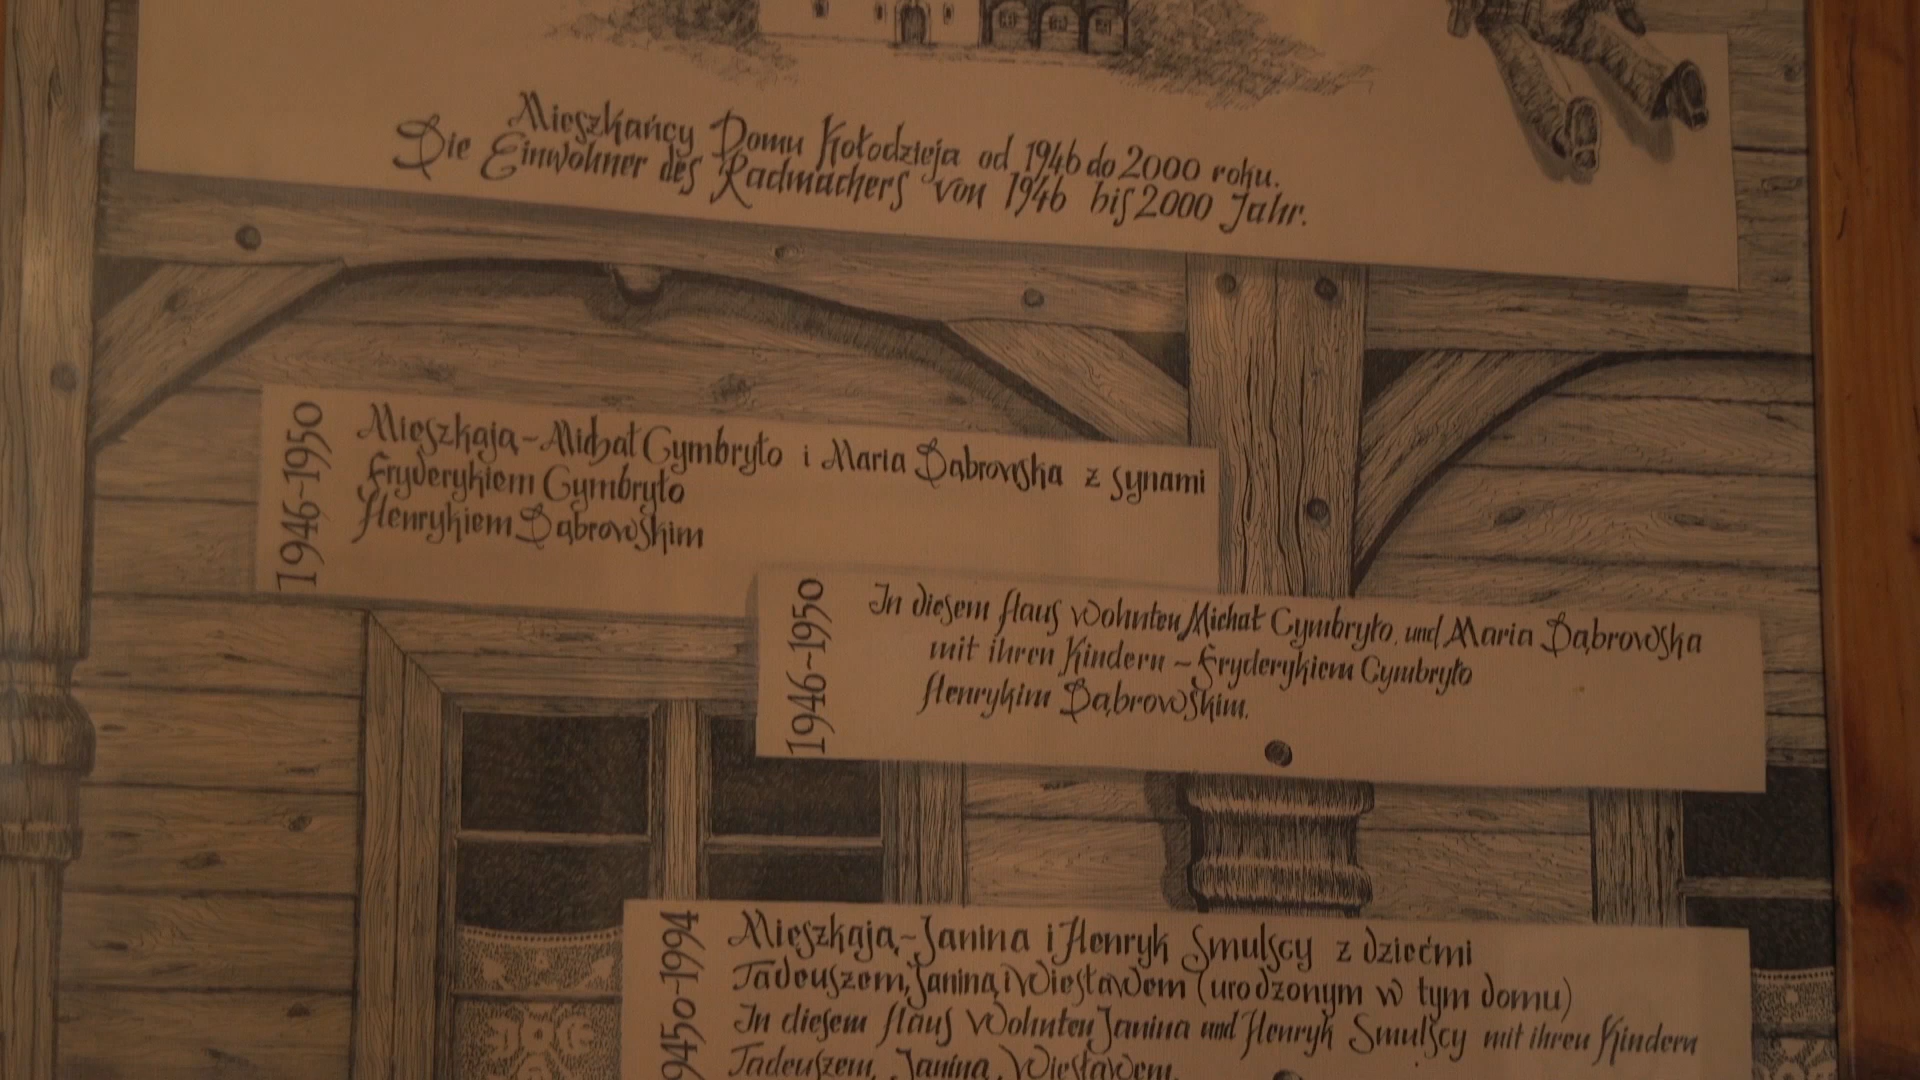 Mieszkańcy Domu Kołodzieja od 1946 do 2000 roku.
Die Einwohner des Radmachers von 1946 bis 2000 Jahr.
1946-1950
Mieszkają - Michał Cymbryło i Maria Dąbrowska z synami
Fryderykiem Cymbryło
Henrykiem Dąbrowskim
1946-1950
In diesem Haus wohnten Michał Cymbryło, und Maria Dąbrowska
mit ihren Kindern - Fryderykiem Cymbryło
Henrykim Dąbrowskim.
19450-1994
Mieszkają - Janina i Henryk Smulscy z dziećmi
Tadeuszem, Janiną i Wiesławem (urodzonym w tym domu)
In diesem Haus wohnten Janina und Henryk Smulscy mit ihren Kindern
Tadeuszem, Janina, Wiesławem.